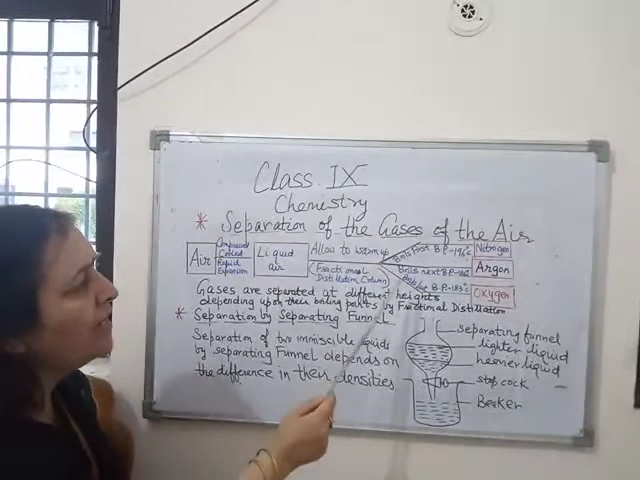 Class IX
Chemistry
* Separation of the Gases of the Air
Air
Compressed
Cooled
Rapid
Expansion
Liquid
air
Allow to warm up
(Fractional
Distillation Column)
Boils first B.P-196°c
Nitrogen
Boils next B.P-186°c
Argon
B.P-183°c
Oxygen
Gases are separated at different heights
depending upon their boiling points by Fractional Distillation
* Separation by Separating Funnel
Separation of two immiscible liquids
by separating Funnel depends on
the difference in their densities
separating funnel
lighter liquid
heavier liquid
stop cock
Beaker